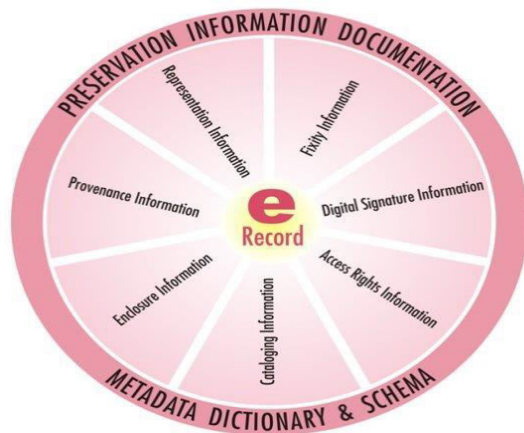 PRESERVATION INFORMATION DOCUMENTATION
Representation Information
Fixity Information
Provenance Information
Digital Signature Information
e
Record
Enclosure Information
Access Rights Information
Cataloging Information
METADATA DICTIONARY & SCHEMA